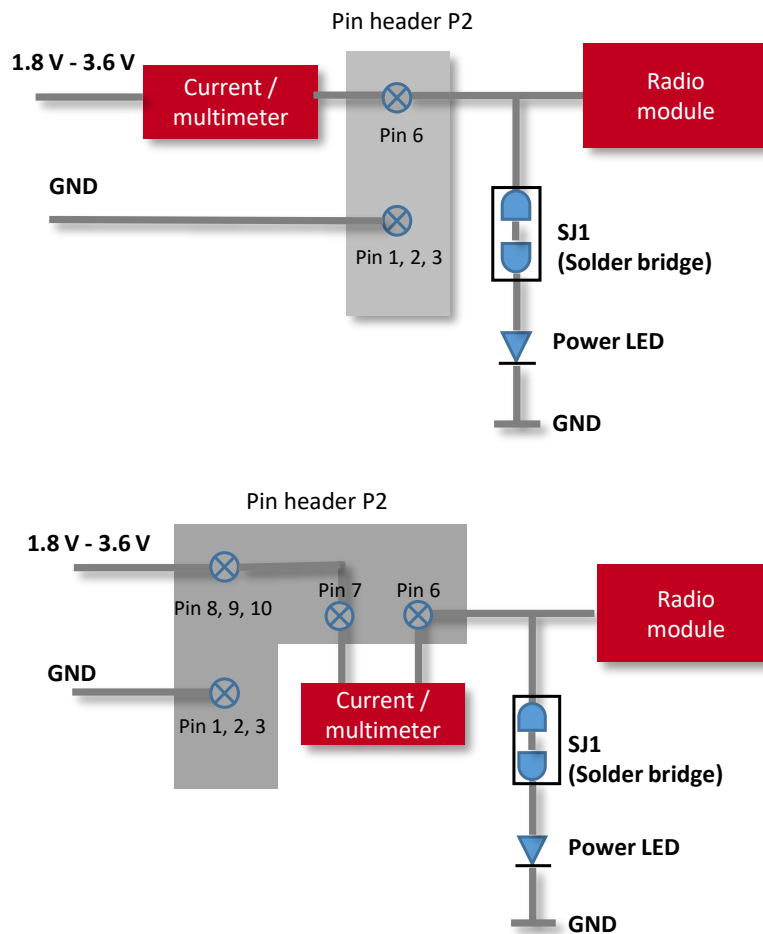 Pin header P2
1.8 V - 3.6 V
Current /
multimeter
Radio
module
Pin 6
GND
Pin 1, 2, 3
SJ1
(Solder bridge)
Power LED
GND
Pin header P2
1.8 V - 3.6 V
Pin 7
Pin 6
Radio
module
Pin 8, 9, 10
GND
Current /
multimeter
Pin 1, 2, 3
SJ1
(Solder bridge)
Power LED
GND